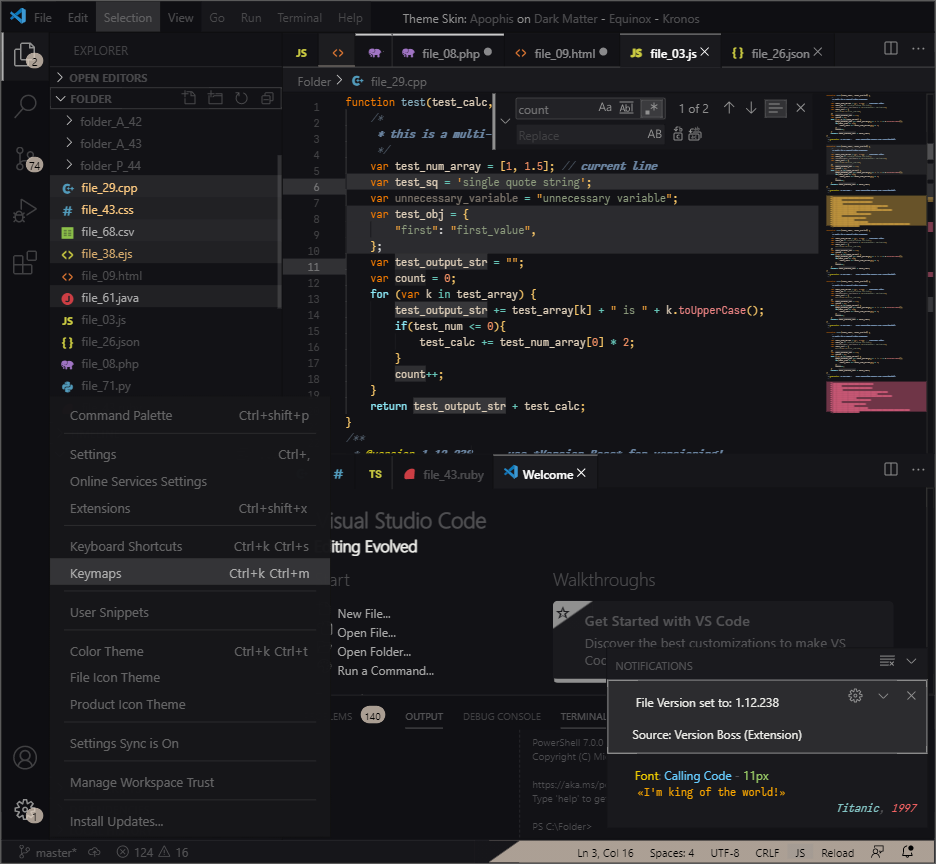 File Edit Selection View Go Run Terminal Help Theme Skin: Apophis on Dark Matter - Equinox - Kronos
2 EXPLORER JS <> file_08.php <> file_09.html JS file_03.js {} file_26.json
OPEN EDITORS
Folder > file_29.cpp
FOLDER
folder_A_42
folder_A_43
folder_P_44
74
file_29.cpp
file_43.css
file_68.csv
file_38.ejs
file_09.html
file_61.java
file_03.js
file_26.json
file_08.php
file_71.py
1 function test(test_calc,
2 /*
3 * this is a multi-
4 */
5 var test_num_array = [1, 1.5]; // current line
6 var test_sq = 'single quote string';
7 var unnecessary_variable = "unnecessary variable";
8 var test_obj = {
9 "first": "first_value",
10 };
11 var test_output_str = "";
12 var count = 0;
13 for (var k in test_array) {
14 test_output_str += test_array[k] + " is " + k.toUpperCase();
15 if(test_num <= 0){
16 test_calc += test_num_array[0] * 2;
17 }
18 count++;
}
return test_output_str + test_calc;
}
/**
count Aa Abl .* 1 of 2
Replace AB
Command Palette Ctrl+shift+p
Settings Ctrl+,
Online Services Settings
Extensions Ctrl+shift+x
Keyboard Shortcuts Ctrl+k Ctrl+s
Keymaps Ctrl+k Ctrl+m
User Snippets
Color Theme Ctrl+k Ctrl+t
File Icon Theme
Product Icon Theme
Settings Sync is On
Manage Workspace Trust
Install Updates...
1
# TS file_43.ruby Welcome
isual Studio Code
iting Evolved
art
New File...
Open File...
Open Folder...
Run a Command...
Walkthroughs
Get Started with VS Code
Discover the best customizations to make VS
LEMS 140 OUTPUT DEBUG CONSOLE TERMINAL
PowerShell 7.0.0
Copyright (C) Mi
https://aka.ms/p
Type 'help' to ge
PS C:\Folder>
NOTIFICATIONS
File Version set to: 1.12.238
Source: Version Boss (Extension)
Font: Calling Code - 11px
«I'm king of the world!»
Titanic, 1997
master* 124 16 Ln 3, Col 16 Spaces: 4 UTF-8 CRLF JS Reload